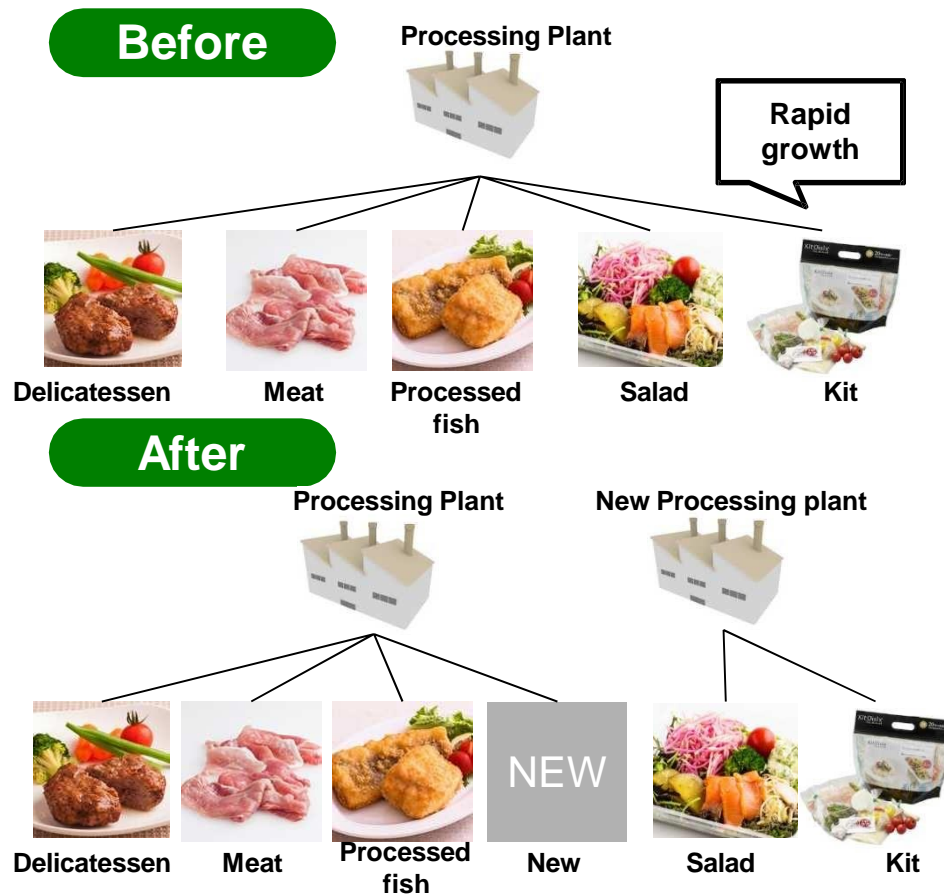 Before
Processing Plant
Rapid
growth
Delicatessen
Meat
Processed
fish
Salad
Kit
After
Processing Plant
New Processing plant
NEW
Delicatessen
Meat
Processed
fish
New
Salad
Kit